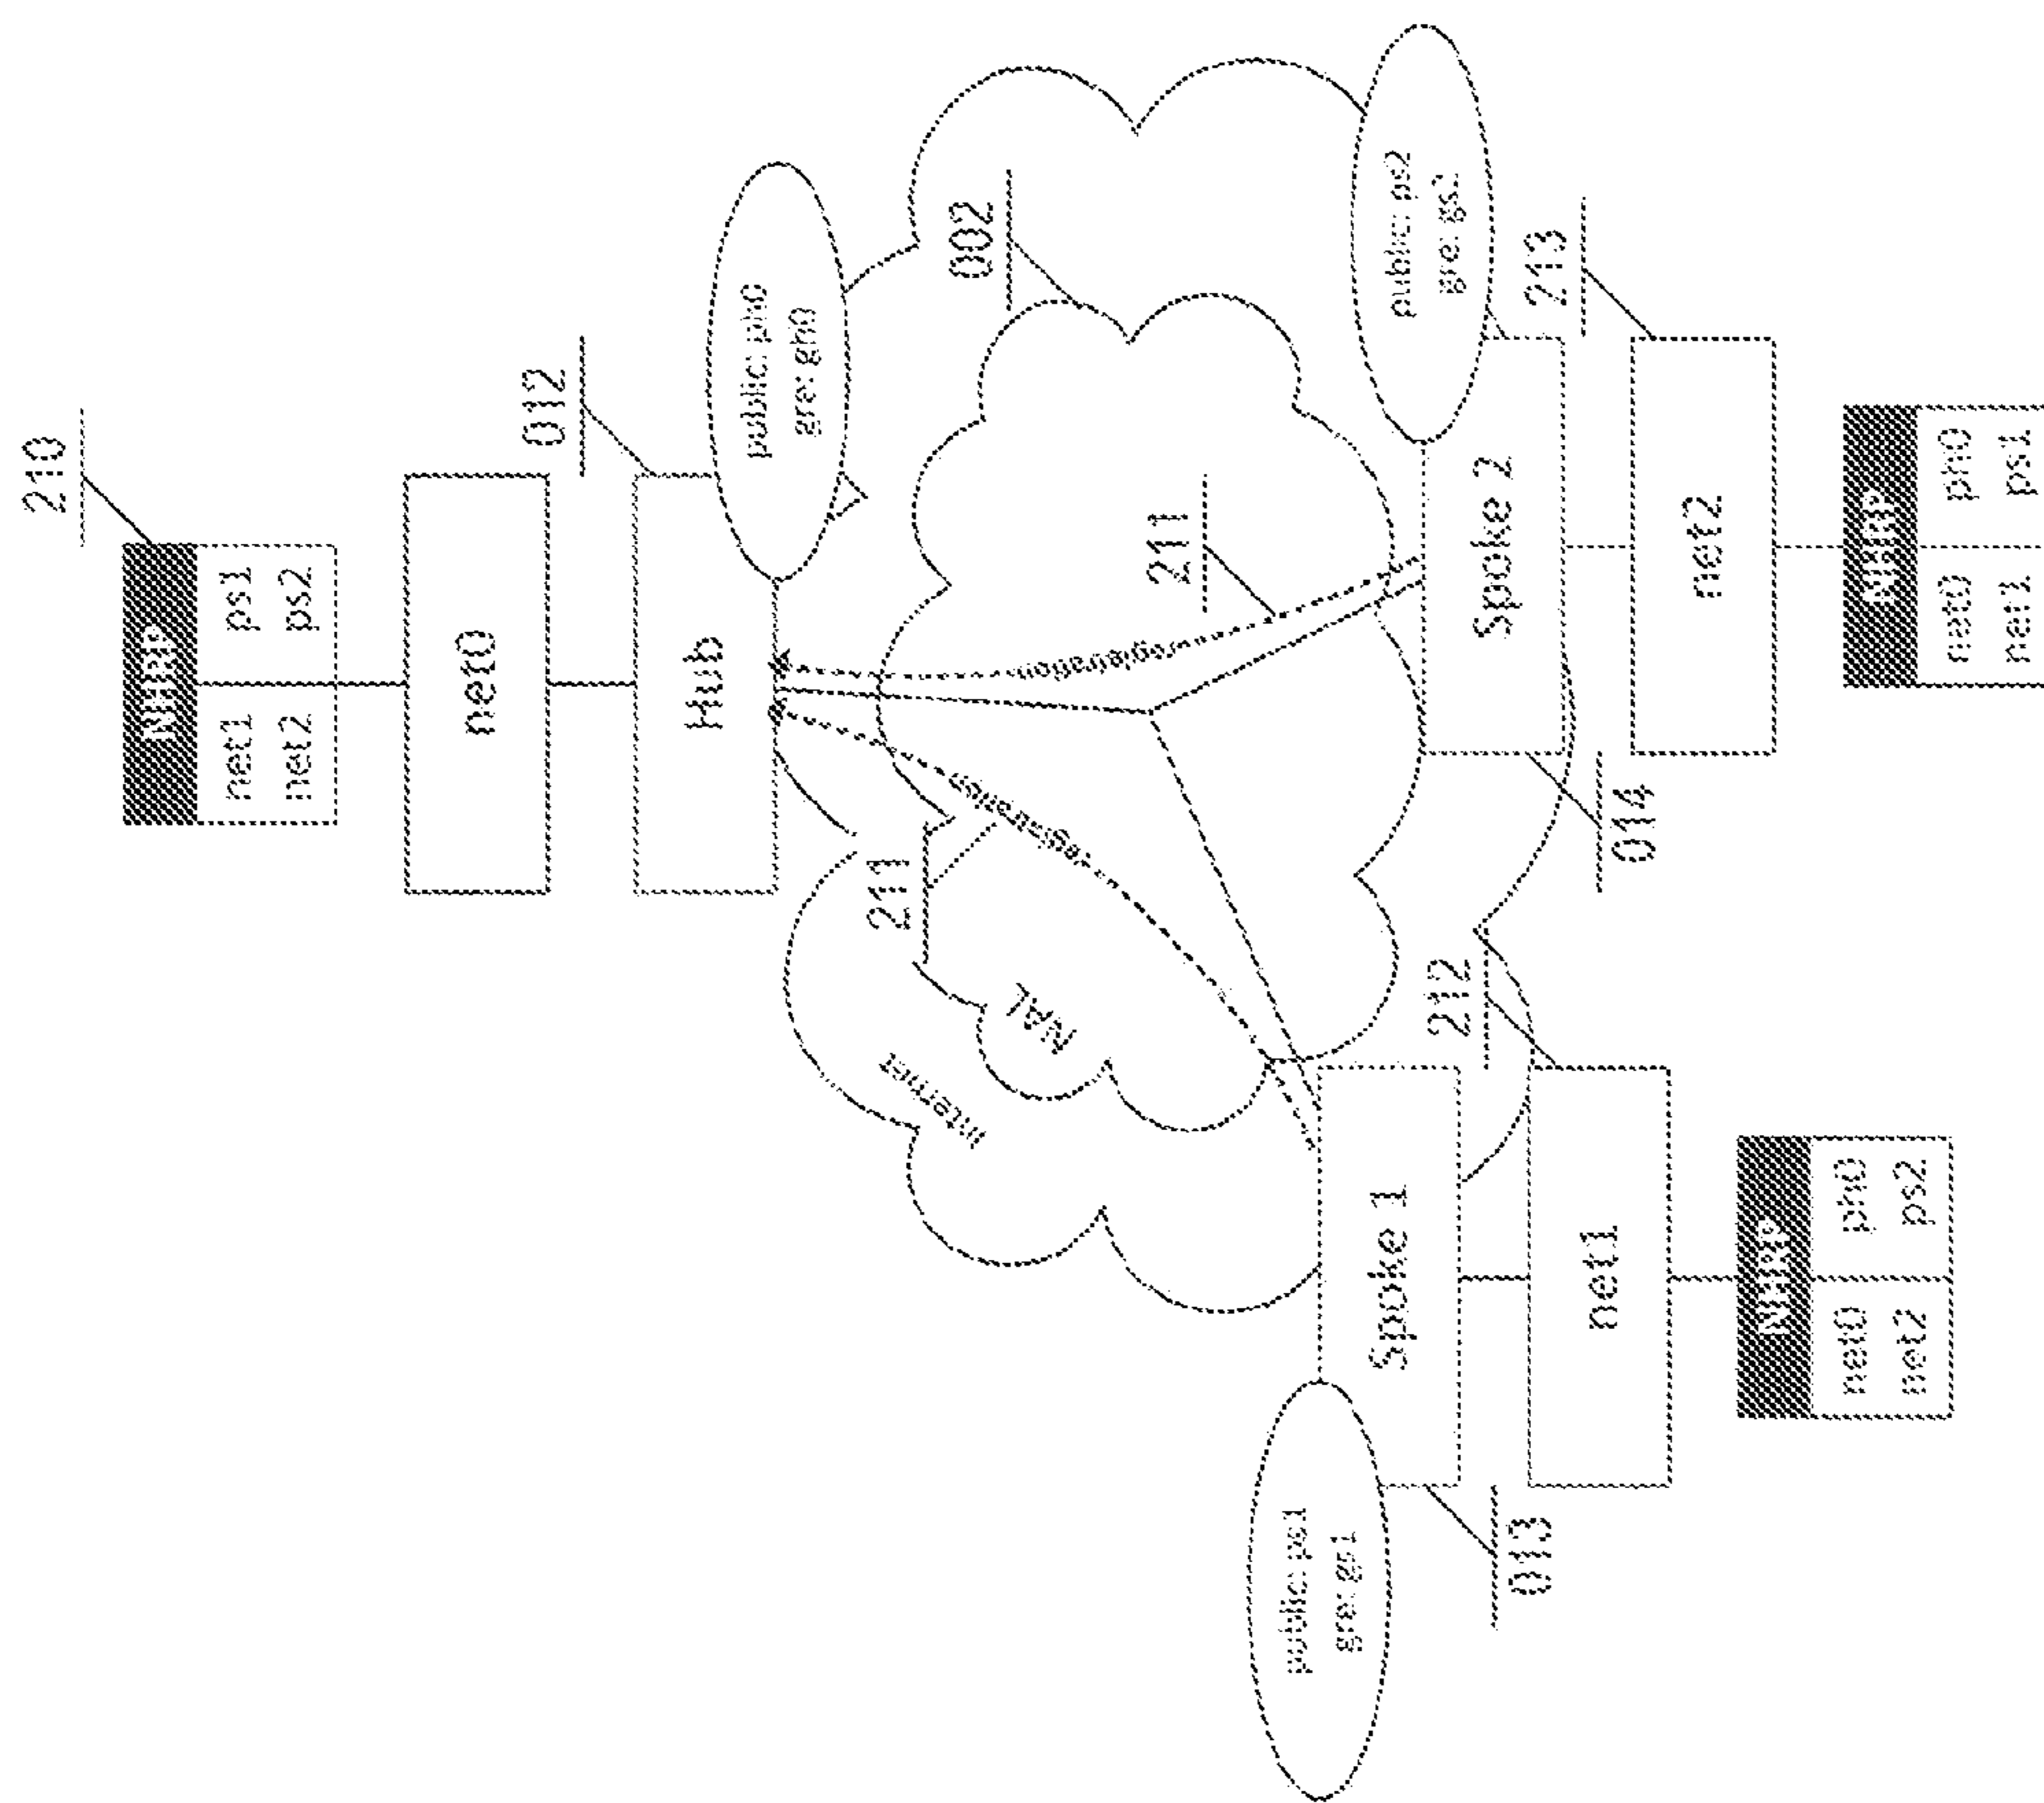 210
NHRP
net1 ps1
net2 ps2
net0
012
Hub
public: ph0
gre: gh0
002
211
211
registration
registration
Internet
NAL
Spoke 1
public: ps1
gre: gs1
013
212
net1
NHRP
net0 ph0
net2 ps2
Spoke 2
public: ps2
gre: gs2
014
213
net2
NHRP
net0 ph0
net1 ps1